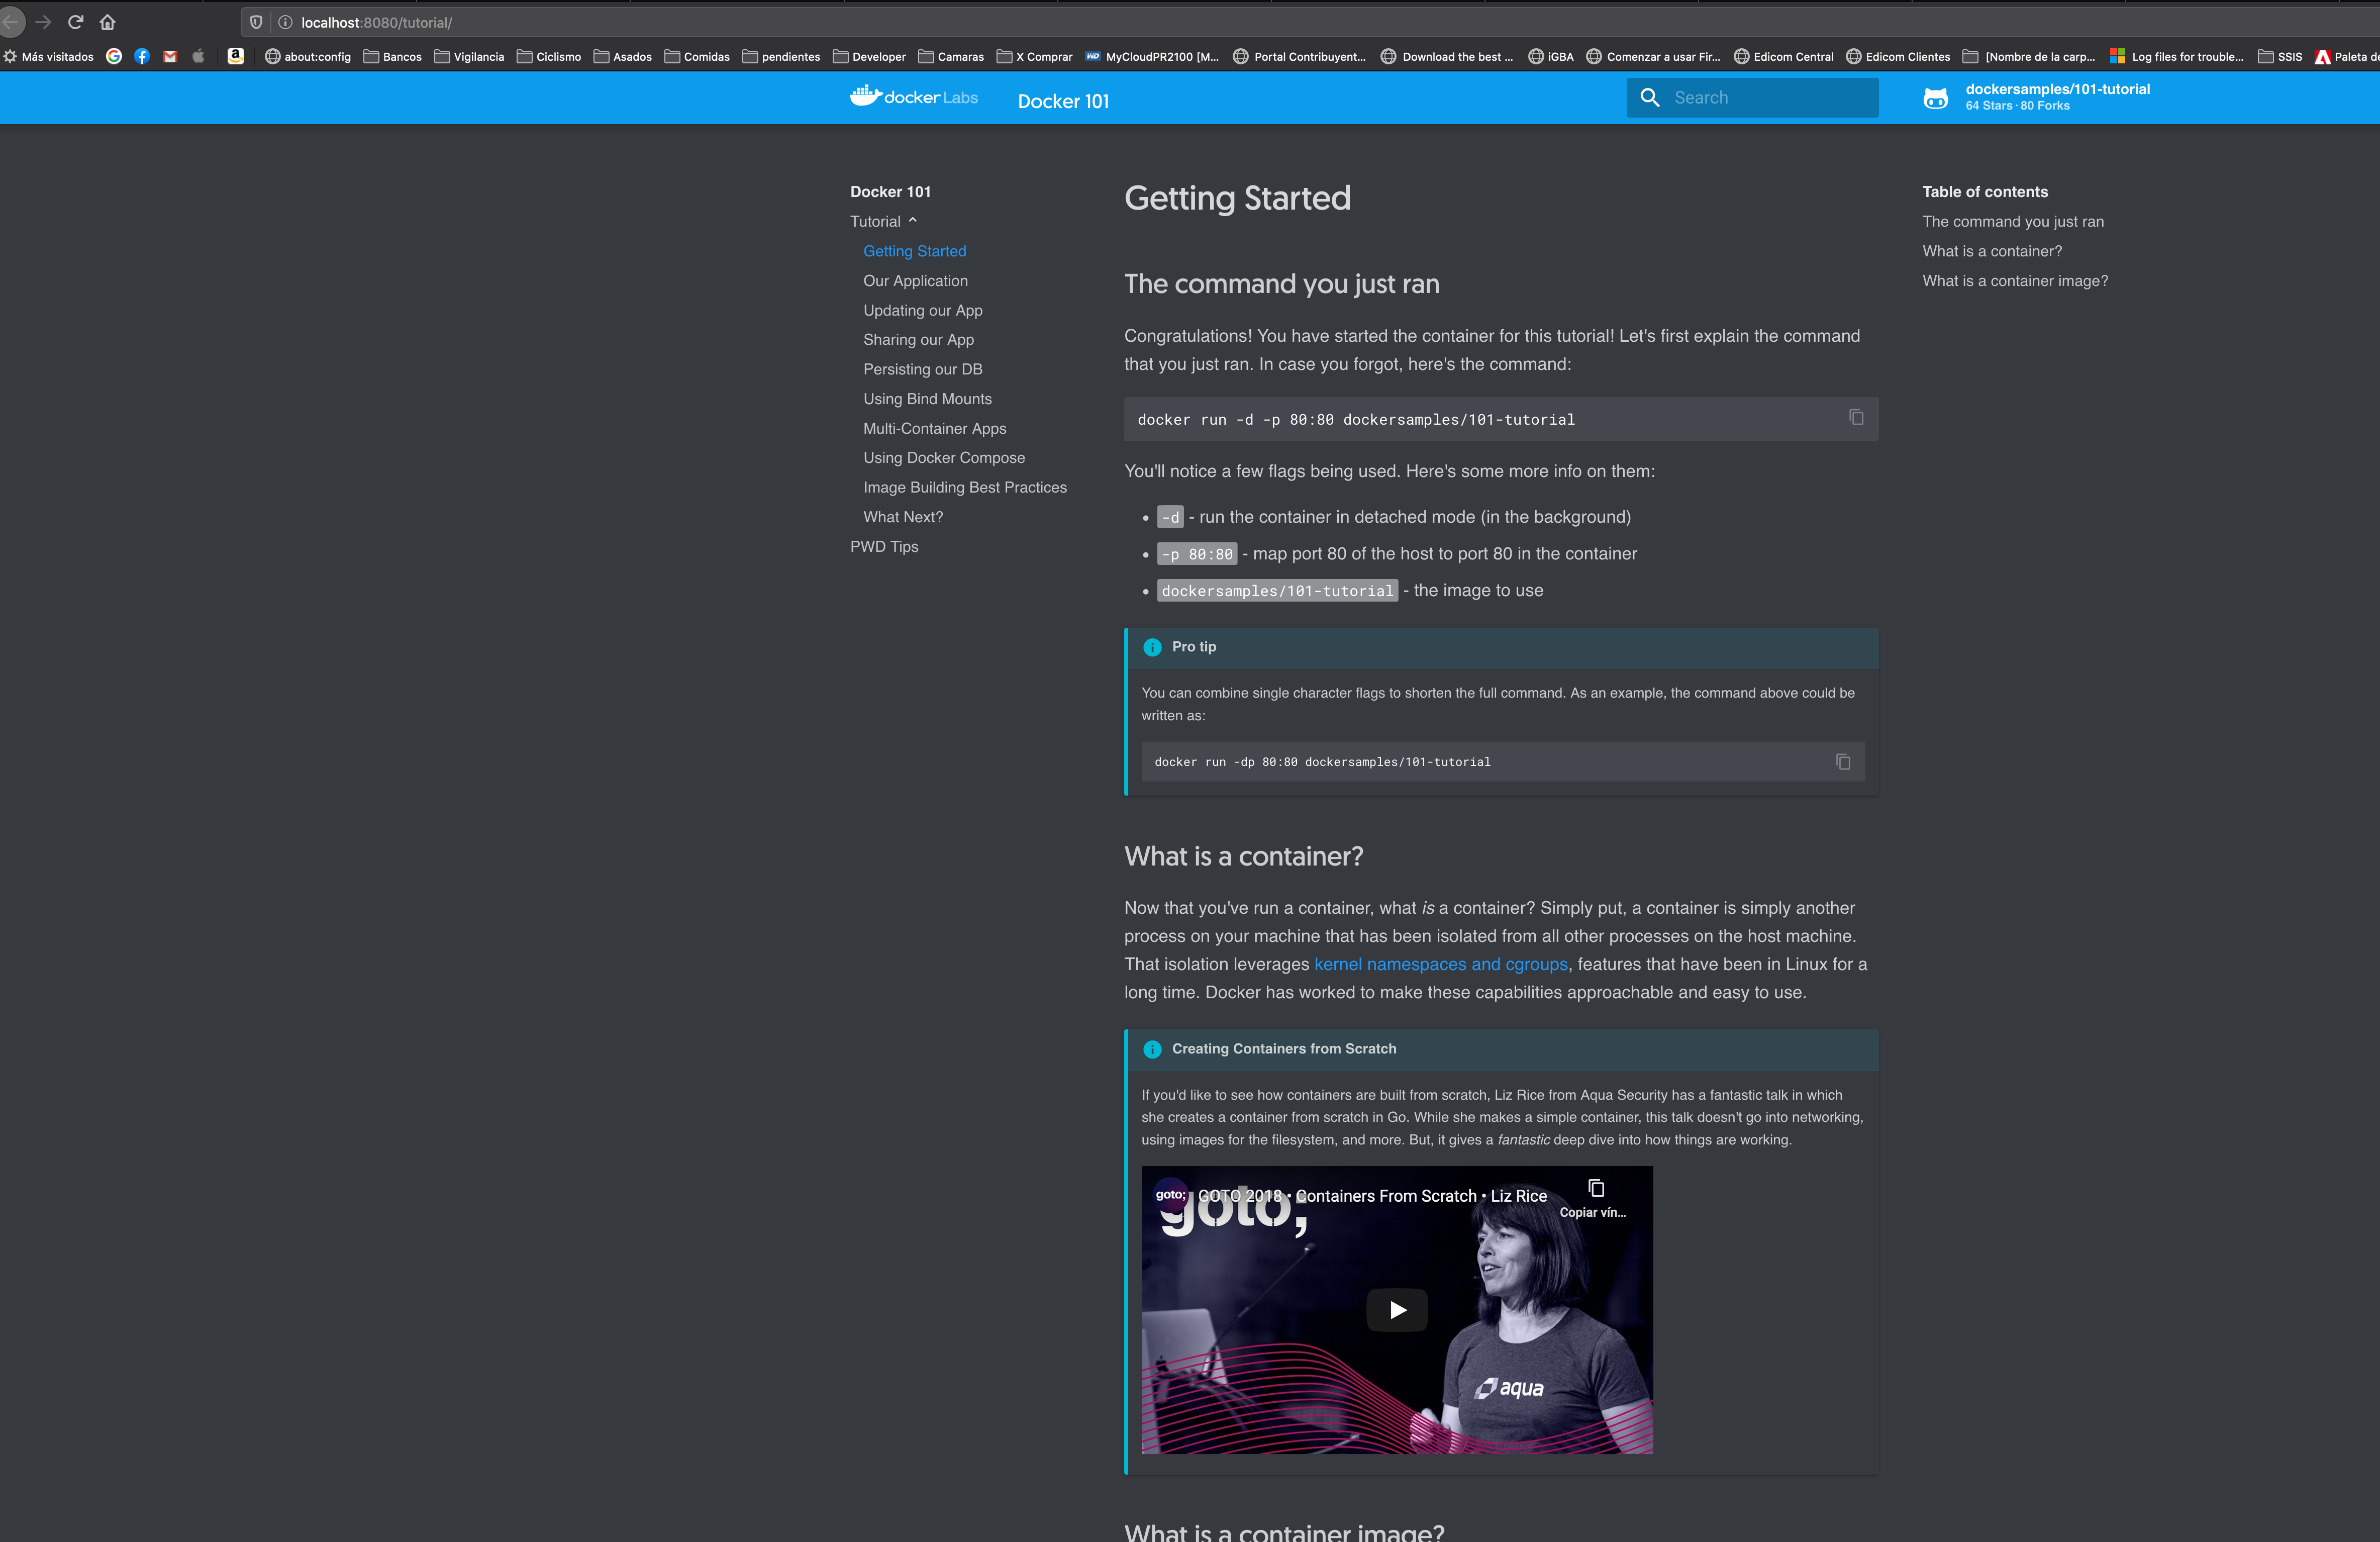 localhost:8080/tutorial/
Más visitados
about:config
Bancos
Vigilancia
Ciclismo
Asados
Comidas
pendientes
Developer
Camaras
X Comprar
WD MyCloudPR2100 [M...
Portal Contribuyent...
Download the best ...
iGBA
Comenzar a usar Fir...
Edicom Central
Edicom Clientes
[Nombre de la carp...
Log files for trouble...
SSIS
Paleta de
docker Labs
Docker 101
Search
dockersamples/101-tutorial
64 Stars · 80 Forks
Docker 101
Tutorial
Getting Started
Our Application
Updating our App
Sharing our App
Persisting our DB
Using Bind Mounts
Multi-Container Apps
Using Docker Compose
Image Building Best Practices
What Next?
PWD Tips
Getting Started
The command you just ran
Congratulations! You have started the container for this tutorial! Let's first explain the command
that you just ran. In case you forgot, here's the command:
docker run -d -p 80:80 dockersamples/101-tutorial
You'll notice a few flags being used. Here's some more info on them:
• -d - run the container in detached mode (in the background)
• -p 80:80 - map port 80 of the host to port 80 in the container
• dockersamples/101-tutorial - the image to use
Pro tip
You can combine single character flags to shorten the full command. As an example, the command above could be
written as:
docker run -dp 80:80 dockersamples/101-tutorial
What is a container?
Now that you've run a container, what is a container? Simply put, a container is simply another
process on your machine that has been isolated from all other processes on the host machine.
That isolation leverages kernel namespaces and cgroups, features that have been in Linux for a
long time. Docker has worked to make these capabilities approachable and easy to use.
Creating Containers from Scratch
If you'd like to see how containers are built from scratch, Liz Rice from Aqua Security has a fantastic talk in which
she creates a container from scratch in Go. While she makes a simple container, this talk doesn't go into networking,
using images for the filesystem, and more. But, it gives a fantastic deep dive into how things are working.
goto;
GOTO 2018 • Containers From Scratch • Liz Rice
Copiar vín...
goto;
aqua
What is a container image?
Table of contents
The command you just ran
What is a container?
What is a container image?